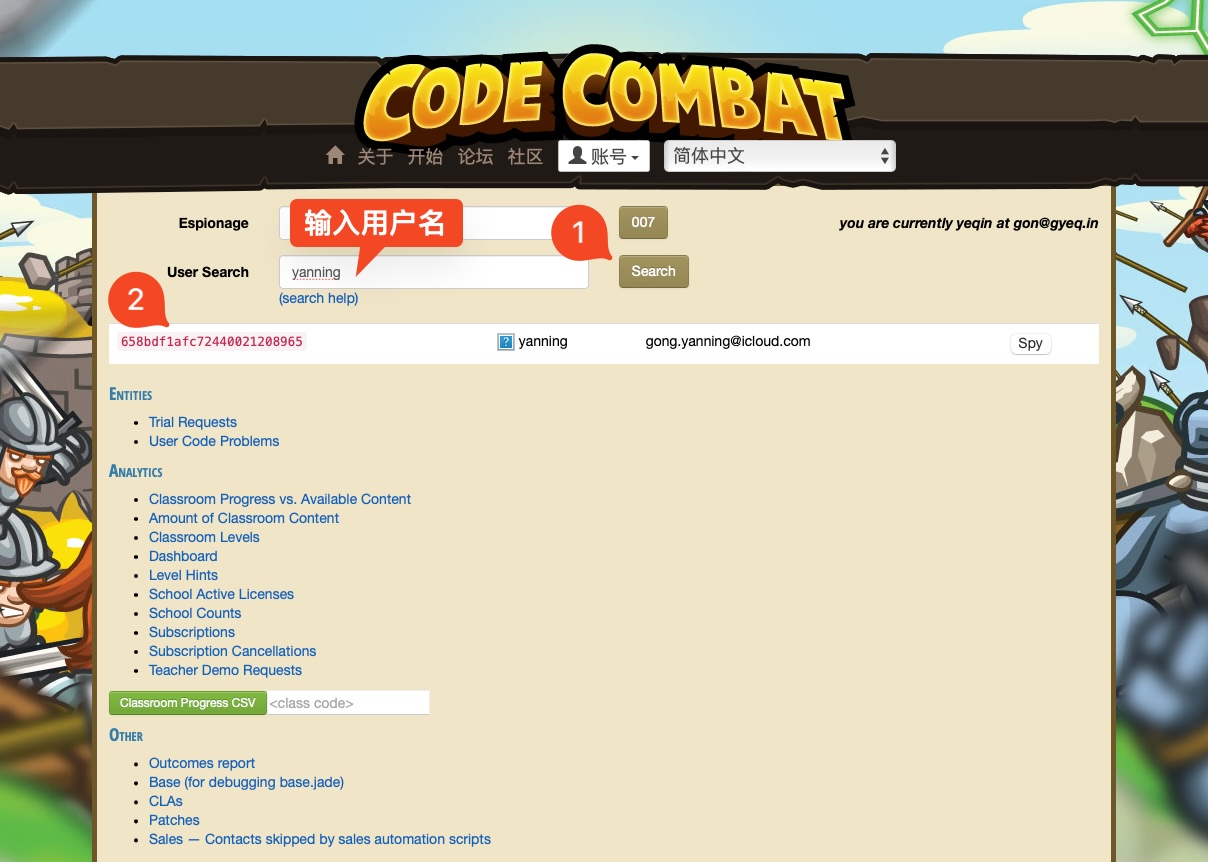 CODE COMBAT
关于 开始 论坛 社区 账号 简体中文
Espionage 输入用户名 1 007 you are currently yeqin at gon@gyeq.in
User Search yanning Search
(search help)
2
658bdf1afc72440021208965 ? yanning gong.yanning@icloud.com Spy
ENTITIES
Trial Requests
User Code Problems
ANALYTICS
Classroom Progress vs. Available Content
Amount of Classroom Content
Classroom Levels
Dashboard
Level Hints
School Active Licenses
School Counts
Subscriptions
Subscription Cancellations
Teacher Demo Requests
Classroom Progress CSV <class code>
OTHER
Outcomes report
Base (for debugging base.jade)
CLAs
Patches
Sales — Contacts skipped by sales automation scripts